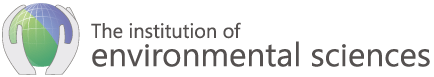 The institution of
environmental sciences